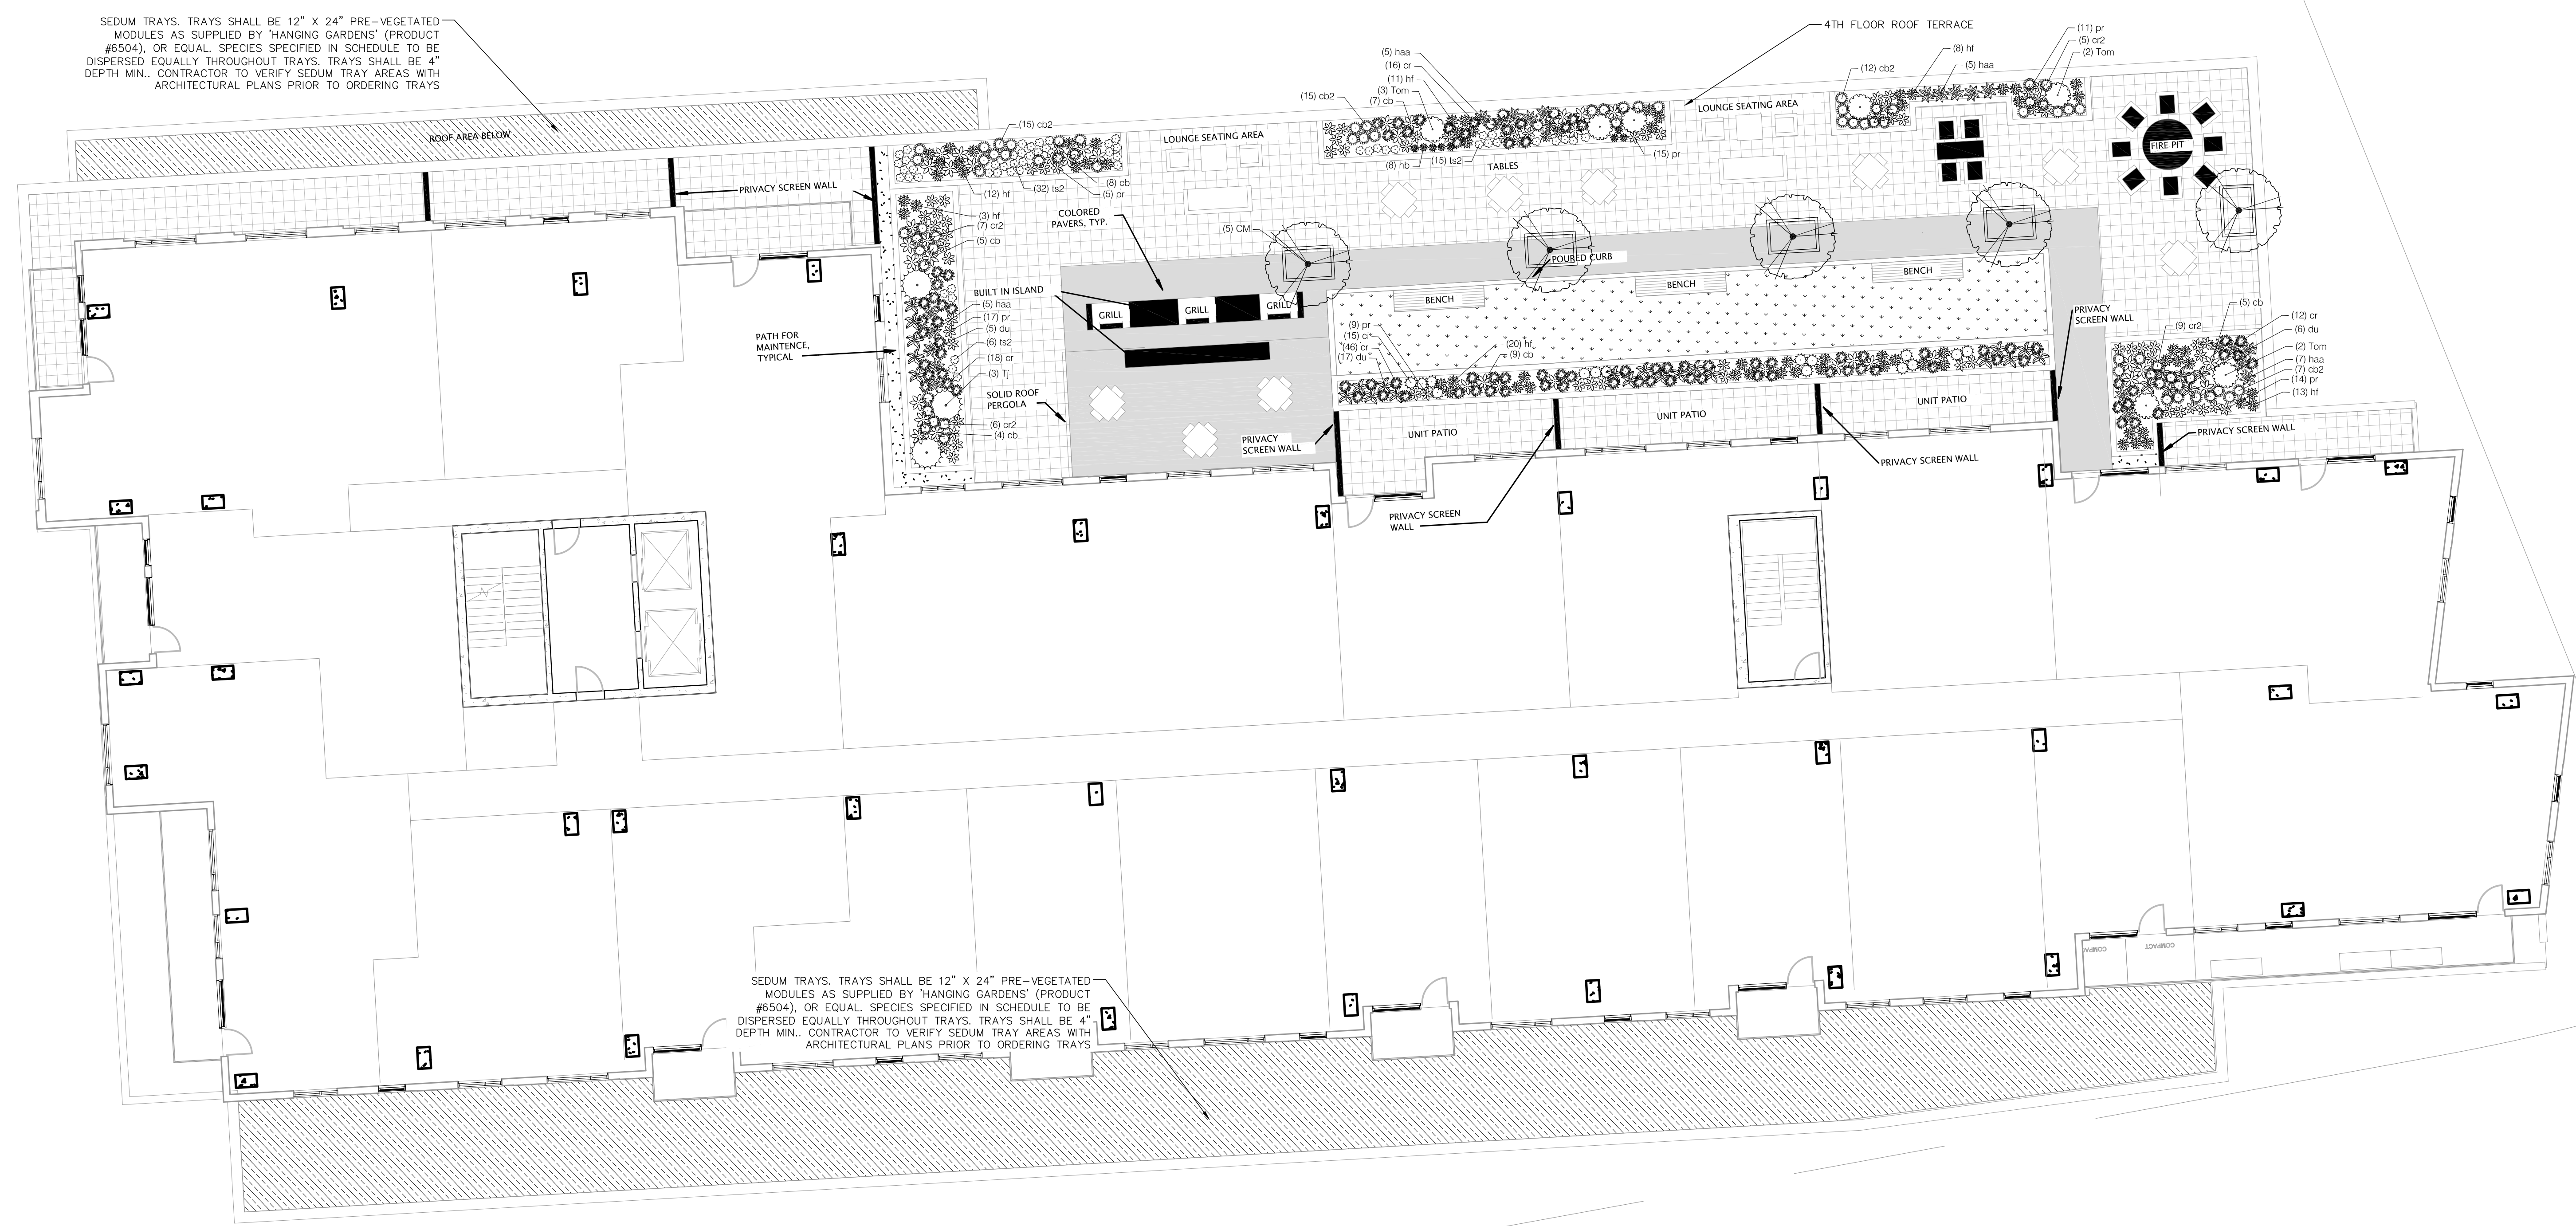 SEDUM TRAYS. TRAYS SHALL BE 12" X 24" PRE-VEGETATED
MODULES AS SUPPLIED BY 'HANGING GARDENS' (PRODUCT
#6504), OR EQUAL. SPECIES SPECIFIED IN SCHEDULE TO BE
DISPERSED EQUALLY THROUGHOUT TRAYS. TRAYS SHALL BE 4"
DEPTH MIN.. CONTRACTOR TO VERIFY SEDUM TRAY AREAS WITH
ARCHITECTURAL PLANS PRIOR TO ORDERING TRAYS
ROOF AREA BELOW
PRIVACY SCREEN WALL
(15) cb2
(12) hf
(32) ts2
(5) pr
(8) cb
LOUNGE SEATING AREA
(5) haa
(16) cr
(11) hf
(3) Tom
(7) cb
(15) cb2
(8) hb
(15) ts2
(15) pr
TABLES
4TH FLOOR ROOF TERRACE
LOUNGE SEATING AREA
(12) cb2
(8) hf
(5) haa
(11) pr
(5) cr2
(2) Tom
FIRE PIT
(3) hf
(7) cr2
(5) cb
COLORED
PAVERS, TYP.
(5) CM
POURED CURB
BUILT IN ISLAND
GRILL
GRILL
GRILL
BENCH
BENCH
BENCH
(5) haa
(17) pr
(5) du
(6) ts2
(18) cr
(3) Tj
(6) cr2
(4) cb
PATH FOR
MAINTENCE,
TYPICAL
SOLID ROOF
PERGOLA
(9) pr
(15) ci
(46) cr
(17) du
(20) hf
(9) cb
PRIVACY
SCREEN WALL
(9) cr2
(5) cb
(12) cr
(6) du
(2) Tom
(7) haa
(7) cb2
(14) pr
(13) hf
PRIVACY
SCREEN WALL
UNIT PATIO
UNIT PATIO
UNIT PATIO
PRIVACY SCREEN WALL
PRIVACY SCREEN WALL
PRIVACY SCREEN
WALL
COMPAC
COMPACT
SEDUM TRAYS. TRAYS SHALL BE 12" X 24" PRE-VEGETATED
MODULES AS SUPPLIED BY 'HANGING GARDENS' (PRODUCT
#6504), OR EQUAL. SPECIES SPECIFIED IN SCHEDULE TO BE
DISPERSED EQUALLY THROUGHOUT TRAYS. TRAYS SHALL BE 4"
DEPTH MIN.. CONTRACTOR TO VERIFY SEDUM TRAY AREAS WITH
ARCHITECTURAL PLANS PRIOR TO ORDERING TRAYS